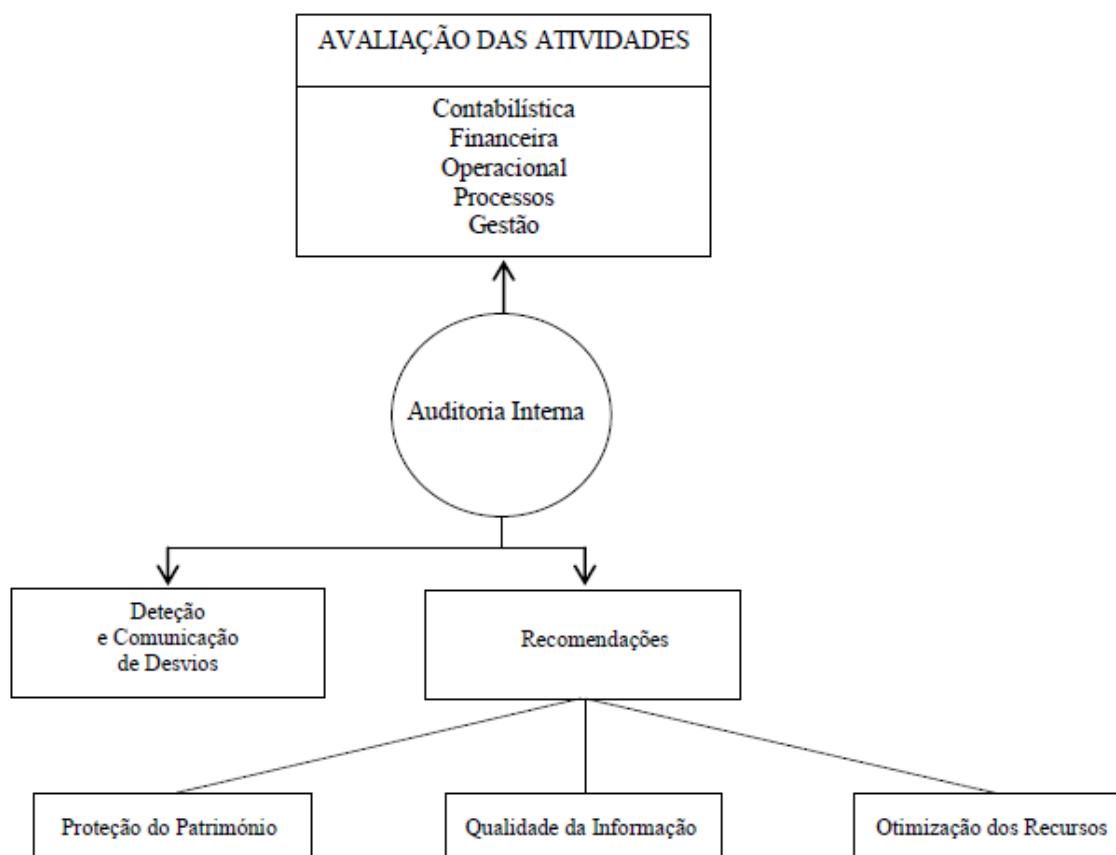 AVALIAÇÃO DAS ATIVIDADES
Contabilística
Financeira
Operacional
Processos
Gestão
Auditoria Interna
Deteção
e Comunicação
de Desvios
Recomendações
Proteção do Património
Qualidade da Informação
Otimização dos Recursos